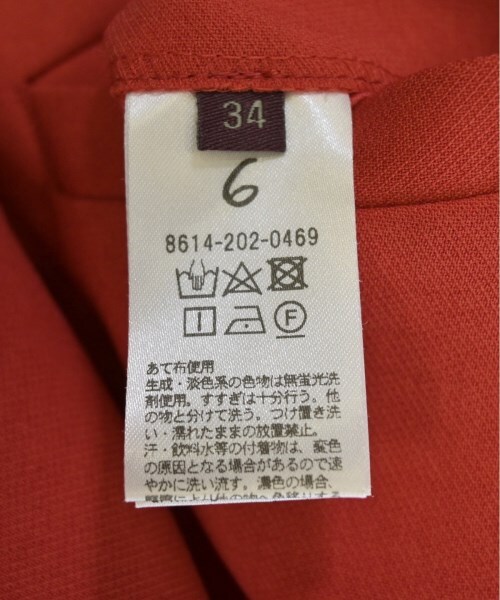 34
6
8614-202-0469
F
あて布使用
生成・淡色系の色物は無蛍光洗
剤使用。すすぎは十分行う。他
の物と分けて洗う。つけ置き洗
い・濡れたままの放置禁止。
汗・飲料水等の付着物は、変色
の原因となる場合があるので速
やかに洗い流す。濃色の場合、